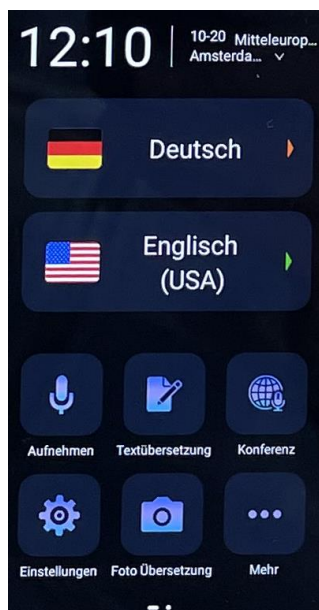 12:10
10-20 Mitteleurop...
Amsterda...
Deutsch
Englisch
(USA)
Aufnehmen Textübersetzung Konferenz
Einstellungen Foto Übersetzung Mehr